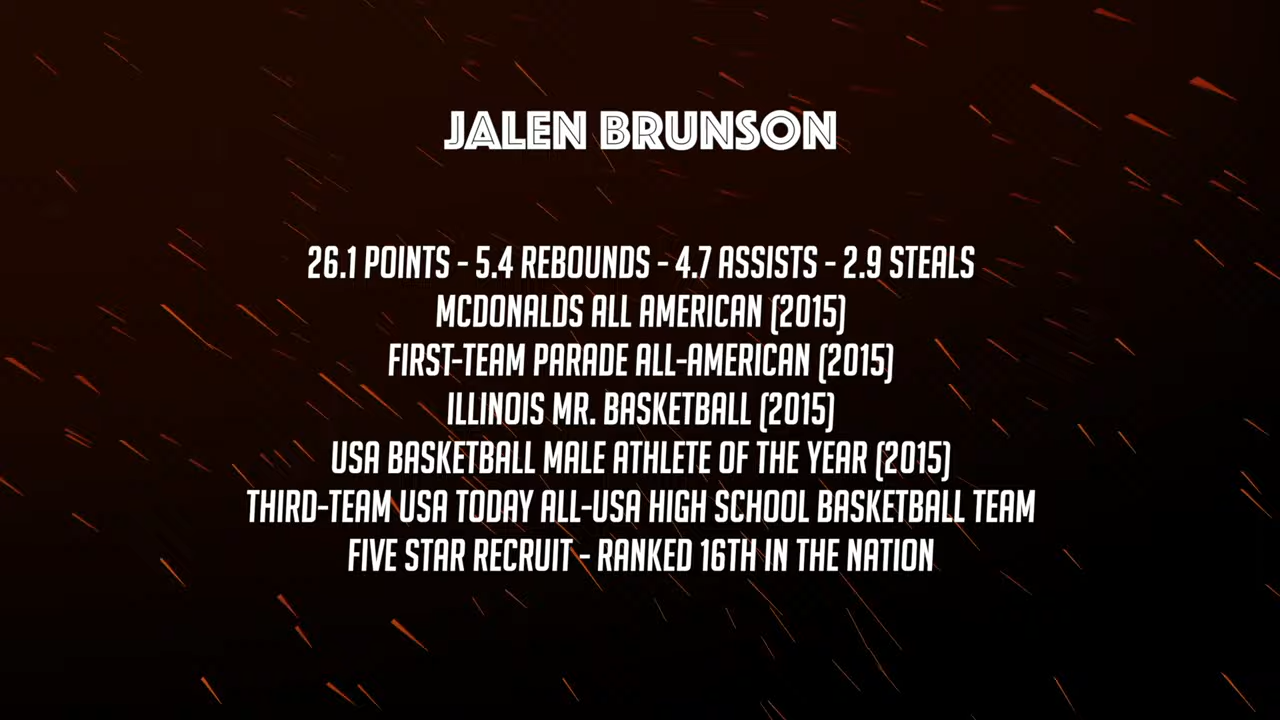 JALEN BRUNSON
26.1 POINTS - 5.4 REBOUNDS - 4.7 ASSISTS - 2.9 STEALS
MCDONALDS ALL AMERICAN (2015)
FIRST-TEAM PARADE ALL-AMERICAN (2015)
ILLINOIS MR. BASKETBALL (2015)
USA BASKETBALL MALE ATHLETE OF THE YEAR (2015)
THIRD-TEAM USA TODAY ALL-USA HIGH SCHOOL BASKETBALL TEAM
FIVE STAR RECRUIT - RANKED 16TH IN THE NATION